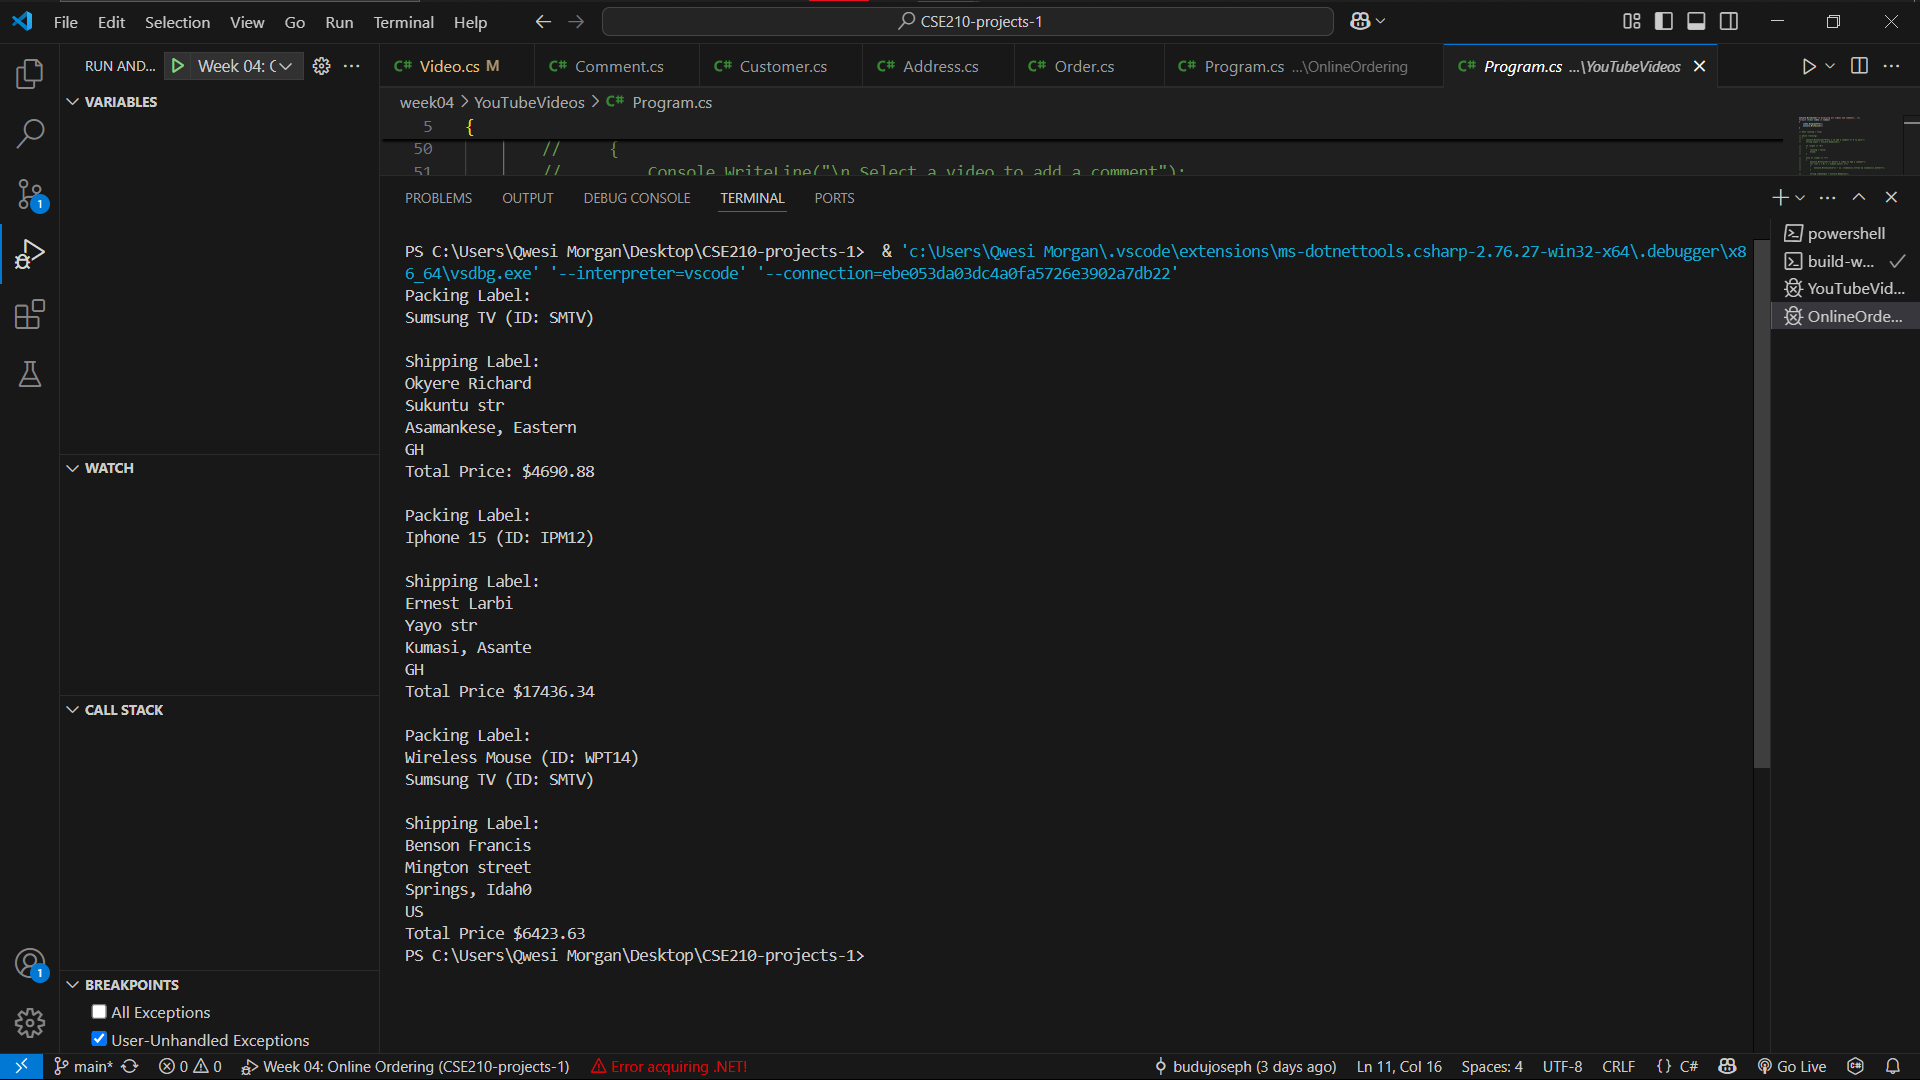 File Edit Selection View Go Run Terminal Help
CSE210-projects-1
RUN AND... Week 04: C
Video.cs M
Comment.cs
Customer.cs
Address.cs
Order.cs
Program.cs ...\OnlineOrdering
Program.cs ...\YouTubeVideos
VARIABLES
WATCH
CALL STACK
BREAKPOINTS
All Exceptions
User-Unhandled Exceptions
week04 > YouTubeVideos > C# Program.cs
5 {
50 // {
51 // Console.WriteLine("\n Select a video to add a comment");
PROBLEMS OUTPUT DEBUG CONSOLE TERMINAL PORTS
PS C:\Users\Qwesi Morgan\Desktop\CSE210-projects-1> & 'c:\Users\Qwesi Morgan\.vscode\extensions\ms-dotnettools.csharp-2.76.27-win32-x64\.debugger\x8
6_64\vsdbg.exe' '--interpreter=vscode' '--connection=ebe053da03dc4a0fa5726e3902a7db22'
Packing Label:
Sumsung TV (ID: SMTV)
Shipping Label:
Okyere Richard
Sukuntu str
Asamankese, Eastern
GH
Total Price: $4690.88
Packing Label:
Iphone 15 (ID: IPM12)
Shipping Label:
Ernest Larbi
Yayo str
Kumasi, Asante
GH
Total Price $17436.34
Packing Label:
Wireless Mouse (ID: WPT14)
Sumsung TV (ID: SMTV)
Shipping Label:
Benson Francis
Mington street
Springs, Idah0
US
Total Price $6423.63
PS C:\Users\Qwesi Morgan\Desktop\CSE210-projects-1>
powershell
build-w...
YouTubeVid...
OnlineOrde...
main* 0 0 Week 04: Online Ordering (CSE210-projects-1) Error acquiring .NET! budujoseph (3 days ago) Ln 11, Col 16 Spaces: 4 UTF-8 CRLF {} C# Go Live